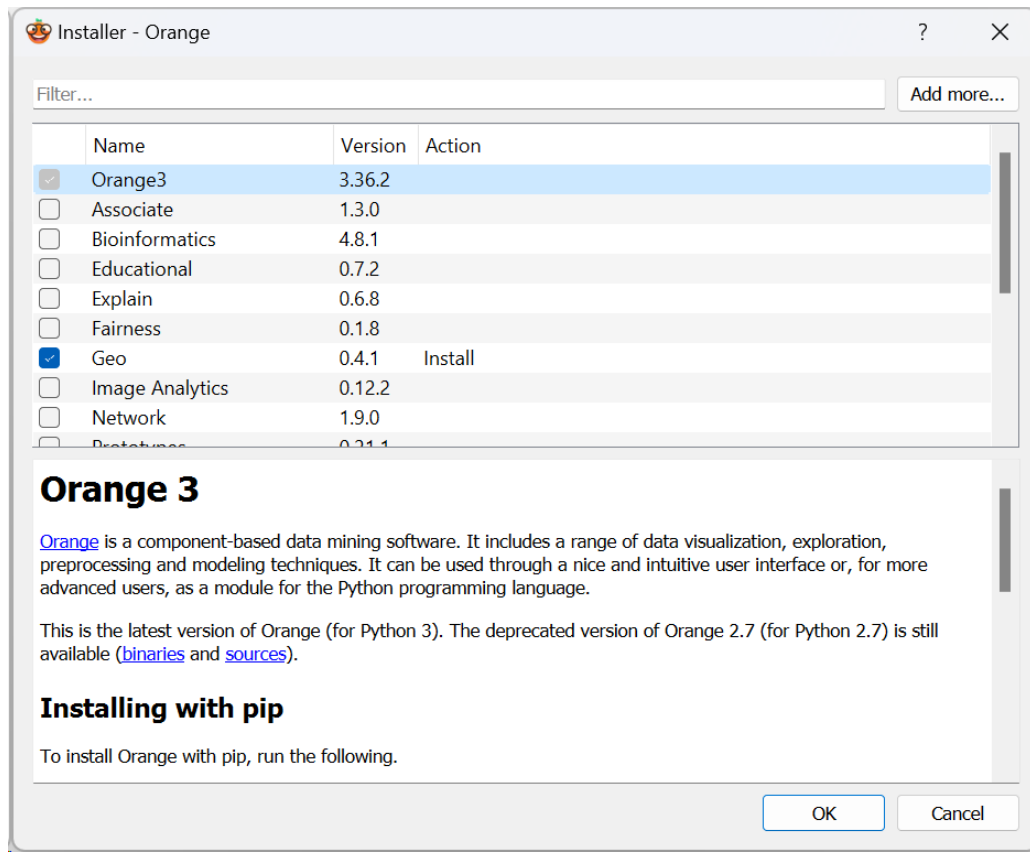 Installer - Orange ?
Filter... Add more...
Name Version Action
Orange3 3.36.2
Associate 1.3.0
Bioinformatics 4.8.1
Educational 0.7.2
Explain 0.6.8
Fairness 0.1.8
Geo 0.4.1 Install
Image Analytics 0.12.2
Network 1.9.0
Prototypes 0.21.1
Orange 3
Orange is a component-based data mining software. It includes a range of data visualization, exploration,
preprocessing and modeling techniques. It can be used through a nice and intuitive user interface or, for more
advanced users, as a module for the Python programming language.
This is the latest version of Orange (for Python 3). The deprecated version of Orange 2.7 (for Python 2.7) is still
available (binaries and sources).
Installing with pip
To install Orange with pip, run the following.
OK Cancel